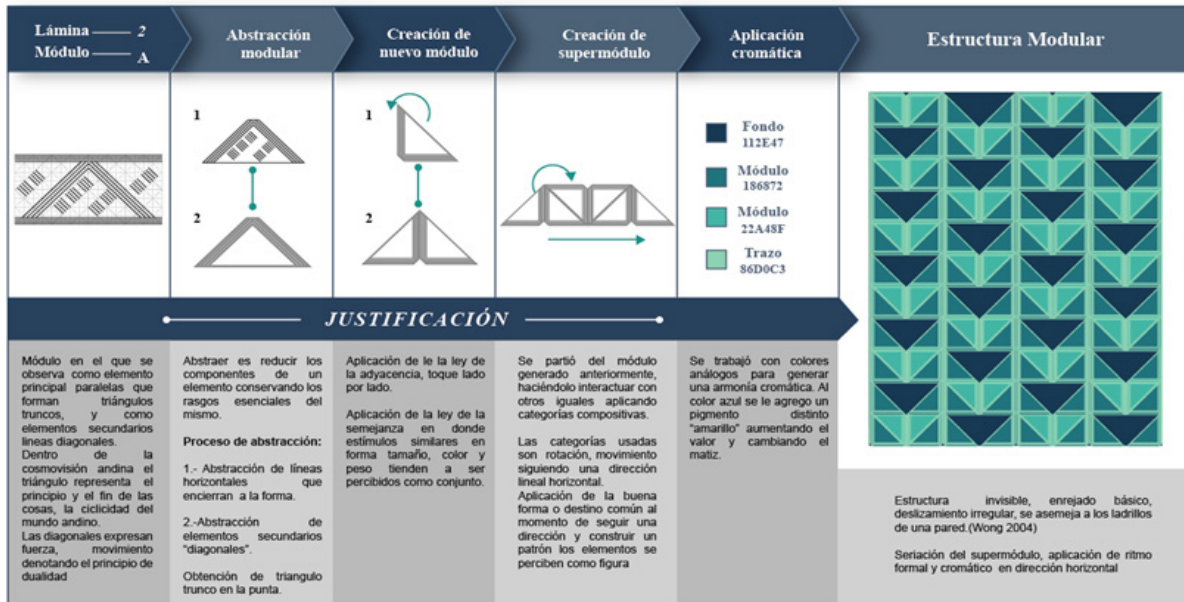 Lámina —— 2
Módulo —— A
Abstracción
modular
Creación de
nuevo módulo
Creación de
supermódulo
Aplicación
cromática
Estructura Modular
1
2
1
2
Fondo
112E47
Módulo
186872
Módulo
22A48F
Trazo
86D0C3
JUSTIFICACIÓN
Módulo en el que se
observa como elemento
principal paralelas que
forman triángulos
truncos, y como
elementos secundarios
lineas diagonales.
Dentro de la
cosmovisión andina el
triángulo representa el
principio y el fin de las
cosas, la ciclicidad del
mundo andino.
Las diagonales expresan
fuerza, movimiento
denotando el principio de
dualidad
Abstraer es reducir los
componentes de un
elemento conservando los
rasgos esenciales del
mismo.
Proceso de abstracción:
1.- Abstracción de líneas
horizontales que
encierran a la forma.
2.-Abstracción de
elementos secundarios
"diagonales".
Obtención de triangulo
trunco en la punta.
Aplicación de le la ley de
la adyacencia, toque lado
por lado.
Aplicación de la ley de la
semejanza en donde
estímulos similares en
forma tamaño, color y
peso tienden a ser
percibidos como conjunto.
Se partió del módulo
generado anteriormente,
haciéndolo interactuar con
otros iguales aplicando
categorías compositivas.
Las categorías usadas
son rotación, movimiento
siguiendo una dirección
lineal horizontal.
Aplicación de la buena
forma o destino común al
momento de seguir una
dirección y construir un
patrón los elementos se
perciben como figura
Se trabajó con colores
análogos para generar
una armonía cromática. Al
color azul se le agrego un
pigmento distinto
"amarillo" aumentando el
valor y cambiando el
matiz.
Estructura invisible, enrejado básico,
deslizamiento irregular, se asemeja a los ladrillos
de una pared.(Wong 2004)
Seriación del supermódulo, aplicación de ritmo
formal y cromático en dirección horizontal